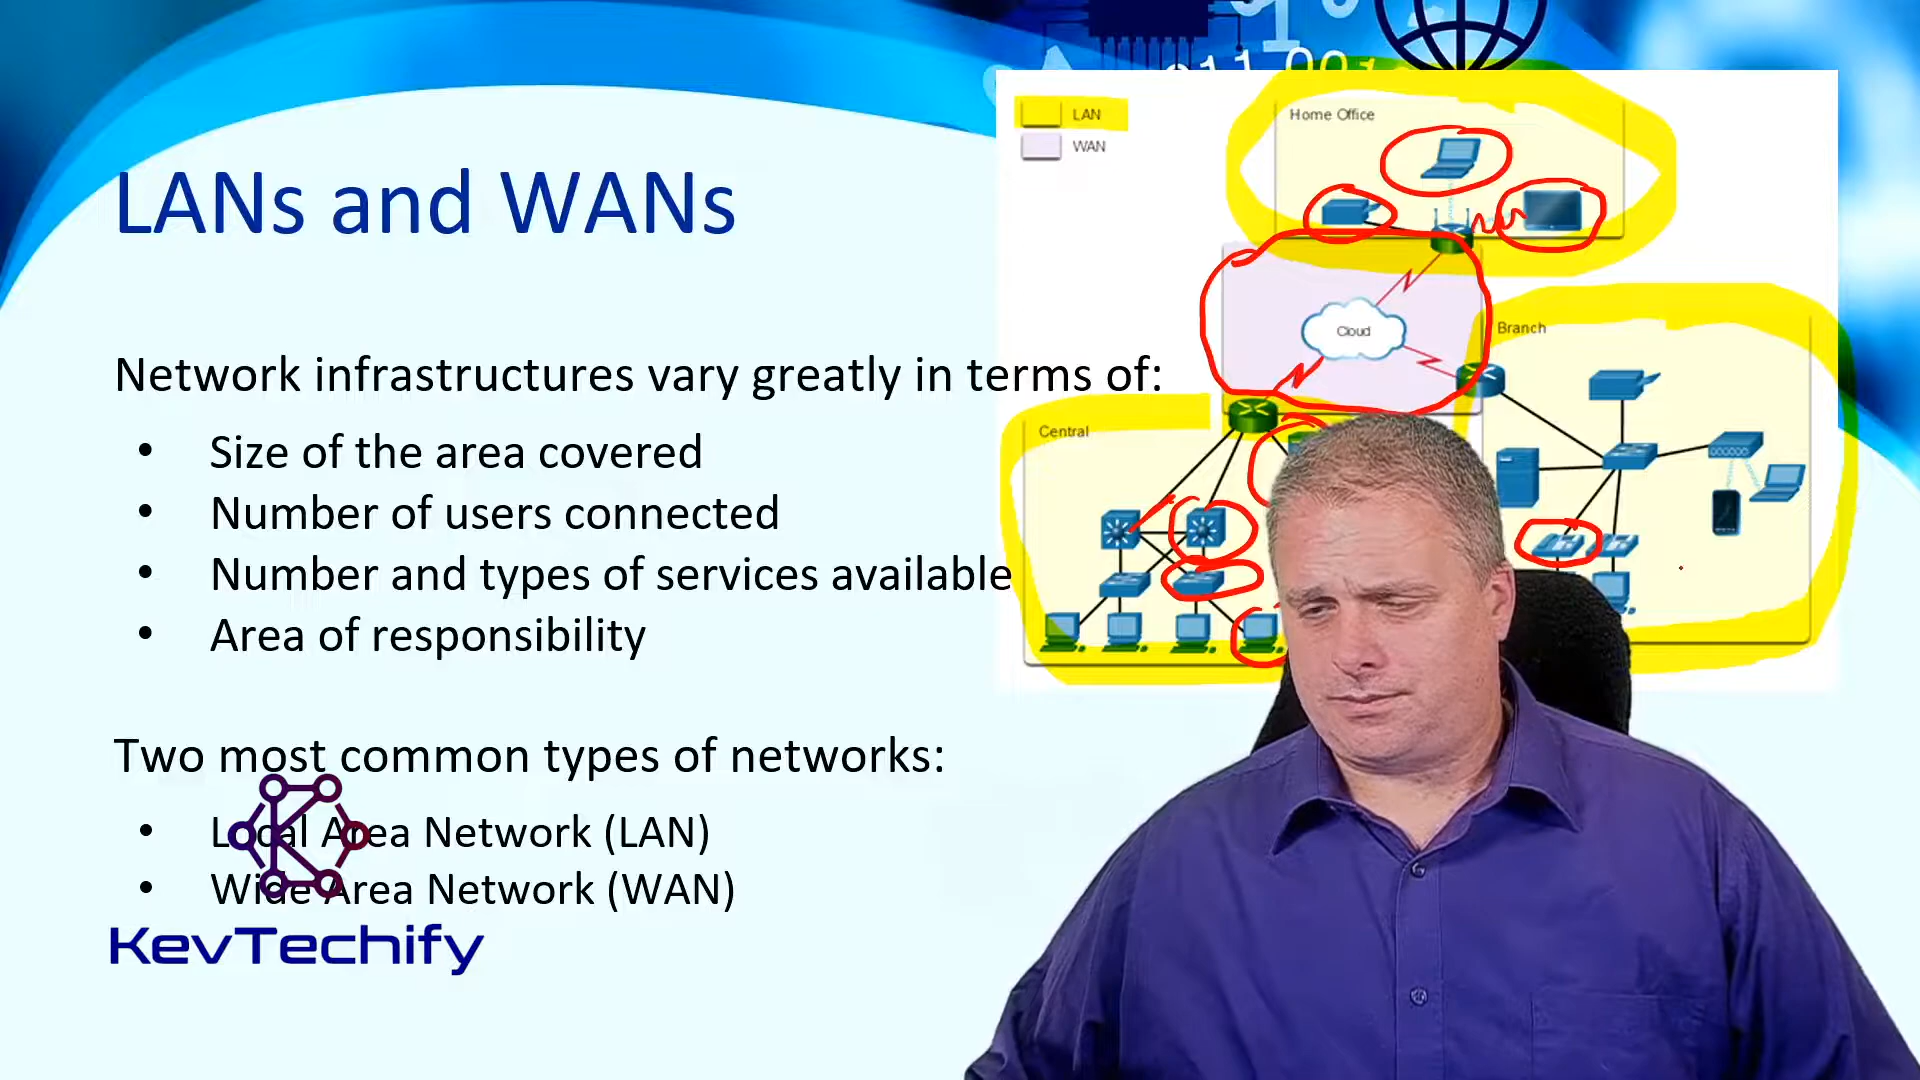 LANs and WANs
Network infrastructures vary greatly in terms of:
• Size of the area covered
• Number of users connected
• Number and types of services available
• Area of responsibility
Two most common types of networks:
• Local Area Network (LAN)
• Wide Area Network (WAN)
KevTechify
LAN
WAN
Home Office
Cloud
Branch
Central